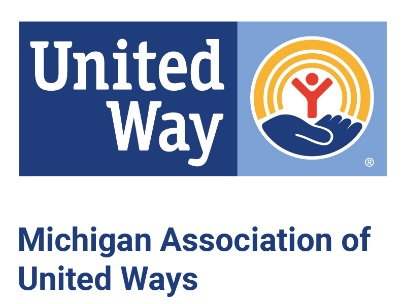 United
Way
®
Michigan Association of
United Ways